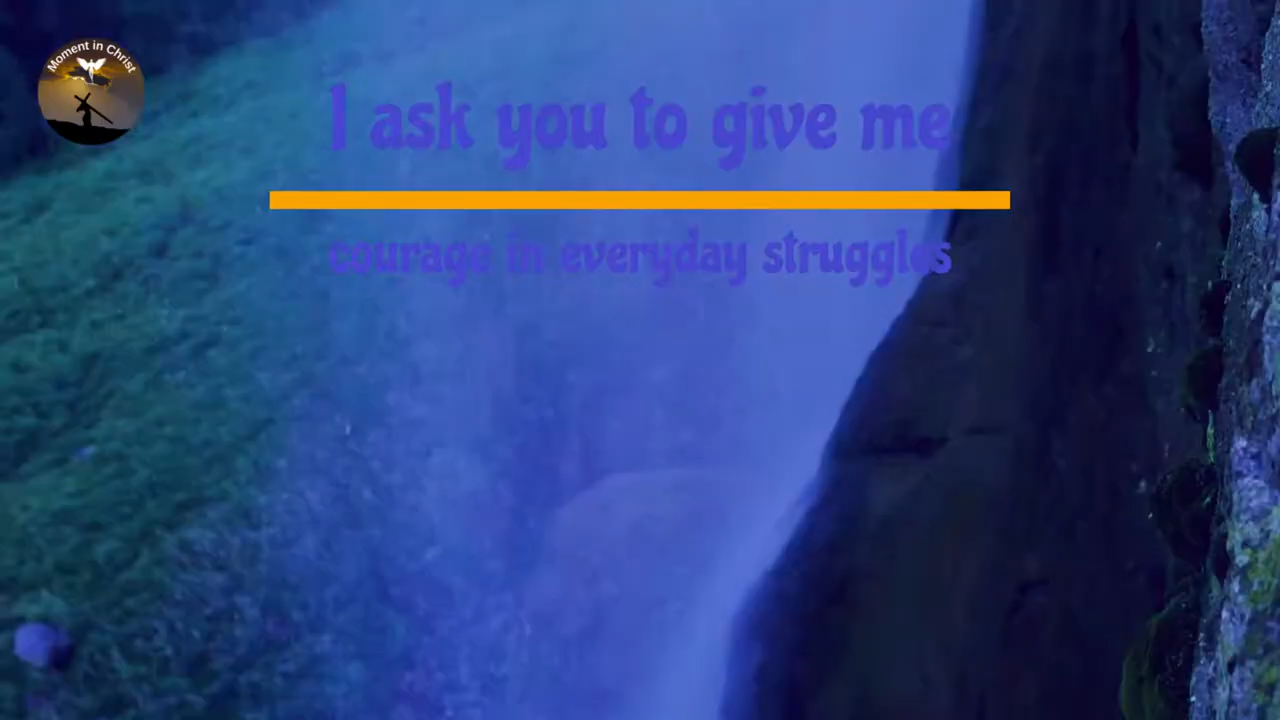 Moment in Christ
I ask you to give me
courage in everyday struggles